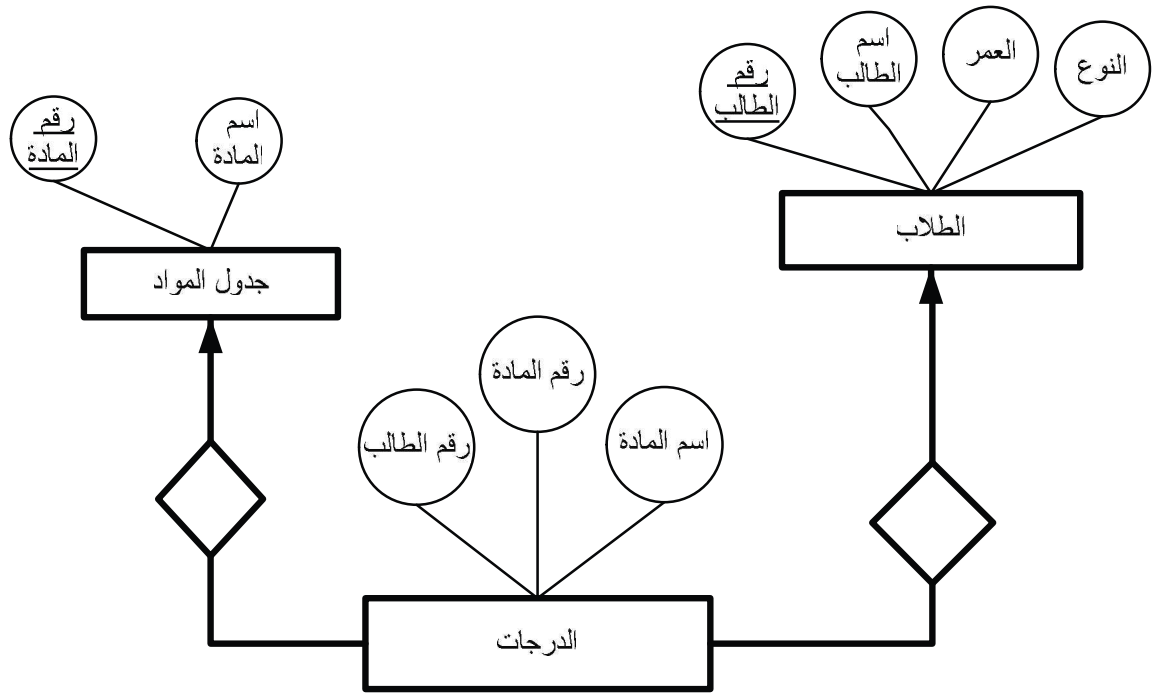 النوع
العمر
اسم
الطالب
رقم
الطالب
الطلاب
اسم
المادة
رقم
المادة
جدول المواد
اسم المادة
رقم المادة
رقم الطالب
الدرجات